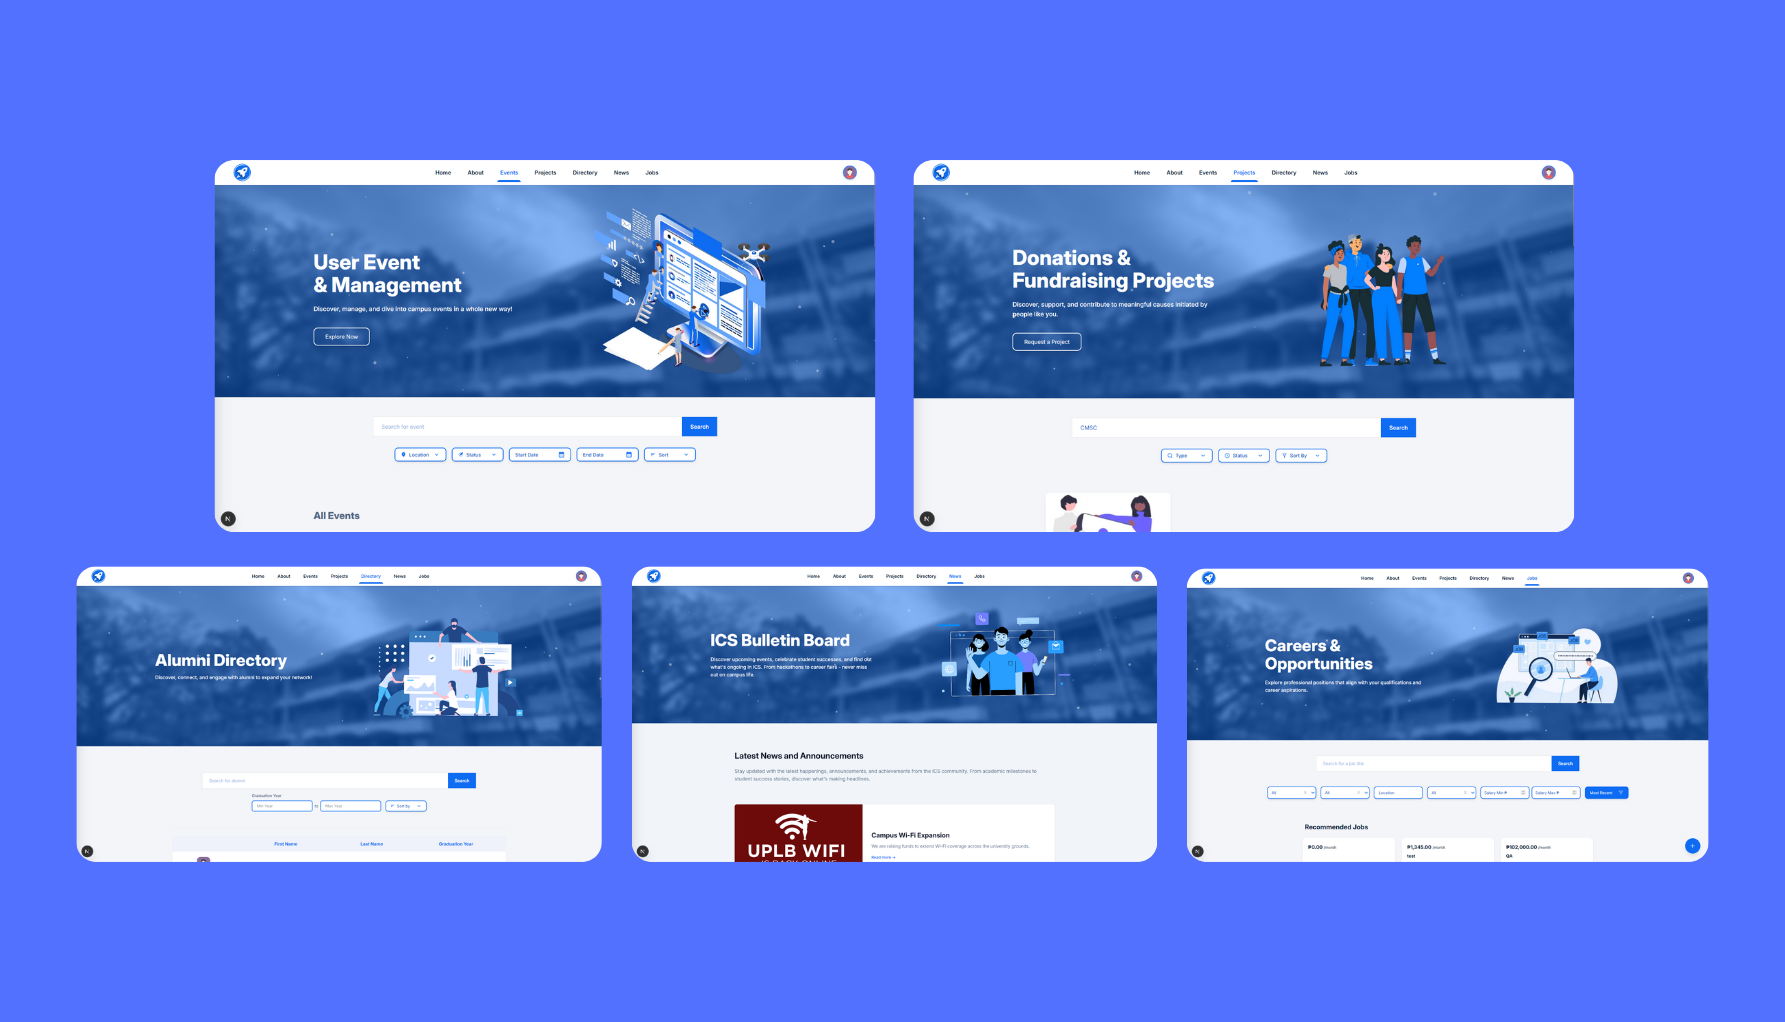 Home About Events Projects Directory News Jobs
User Event
& Management
Discover, manage, and dive into campus events in a whole new way!
Explore Now
Search for event
Search
Location Status Start Date End Date Sort
All Events
N
Home About Events Projects Directory News Jobs
Donations &
Fundraising Projects
Discover, support, and contribute to meaningful causes initiated by
people like you.
Request a Project
CMSC
Search
Type Status Sort By
N
Home About Events Projects Directory News Jobs
Alumni Directory
Discover, connect, and engage with alumni to expand your network!
Search for alumni
Search
Graduation Year
Min Year to Max Year Sort by
First Name Last Name Graduation Year
N
Home About Events Projects Directory News Jobs
ICS Bulletin Board
Discover upcoming events, celebrate student successes, and find out
what's ongoing in ICS. From hackathons to career fairs - never miss
out on campus life.
Latest News and Announcements
Stay updated with the latest happenings, announcements, and achievements from the ICS community. From academic milestones to
student success stories, discover what's making headlines.
UPLB WIFI
IS BACK ONLINE
Campus Wi-Fi Expansion
We are raising funds to extend Wi-Fi coverage across the university grounds.
Read more →
N
Home About Events Projects Directory News Jobs
Careers &
Opportunities
Explore professional positions that align with your qualifications and
career aspirations.
Search for a job title
Search
All All Location All Salary Min ₱ Salary Max ₱ Most Recent
Recommended Jobs
₱0.00 /month ₱1,345.00 /month ₱102,000.00 /month
test QA
N